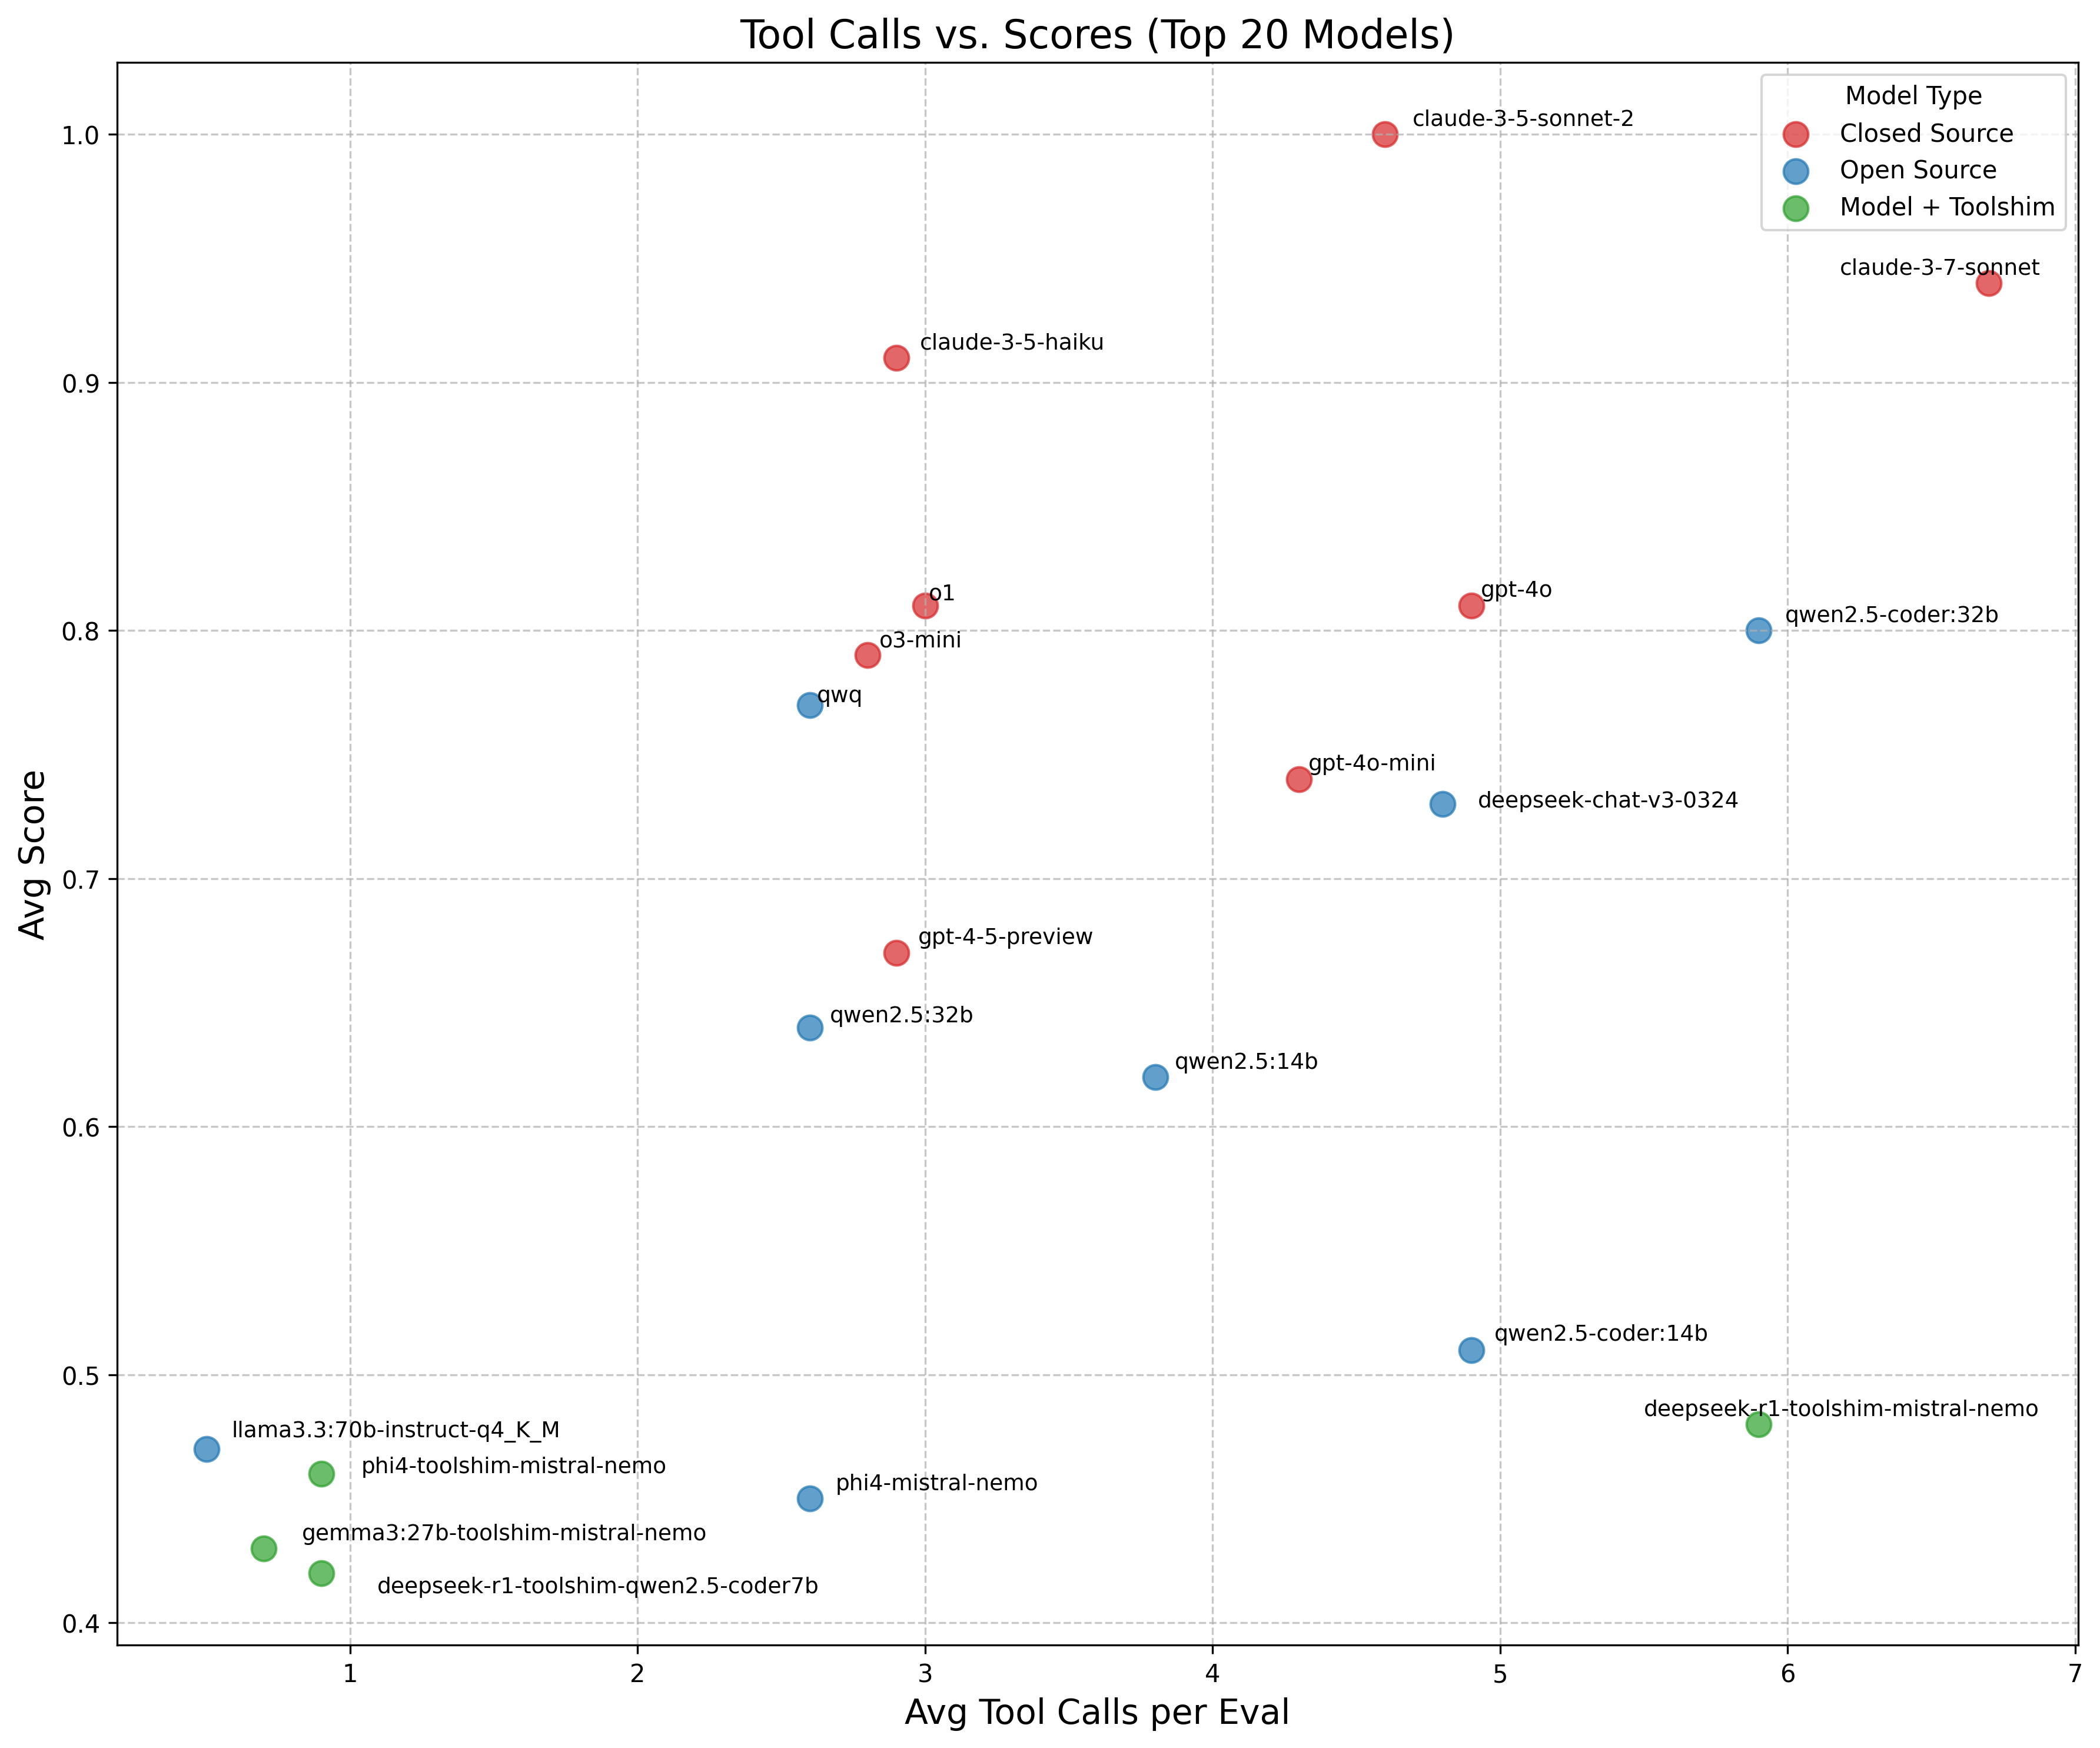 Tool Calls vs. Scores (Top 20 Models)
Model Type
Closed Source
Open Source
Model + Toolshim
claude-3-5-sonnet-2
claude-3-7-sonnet
claude-3-5-haiku
o1
gpt-4o
qwen2.5-coder:32b
o3-mini
qwq
gpt-4o-mini
deepseek-chat-v3-0324
gpt-4-5-preview
qwen2.5:32b
qwen2.5:14b
qwen2.5-coder:14b
deepseek-r1-toolshim-mistral-nemo
llama3.3:70b-instruct-q4_K_M
phi4-toolshim-mistral-nemo
phi4-mistral-nemo
gemma3:27b-toolshim-mistral-nemo
deepseek-r1-toolshim-qwen2.5-coder7b
1.0
0.9
0.8
0.7
0.6
0.5
0.4
Avg Score
1 2 3 4 5 6 7
Avg Tool Calls per Eval